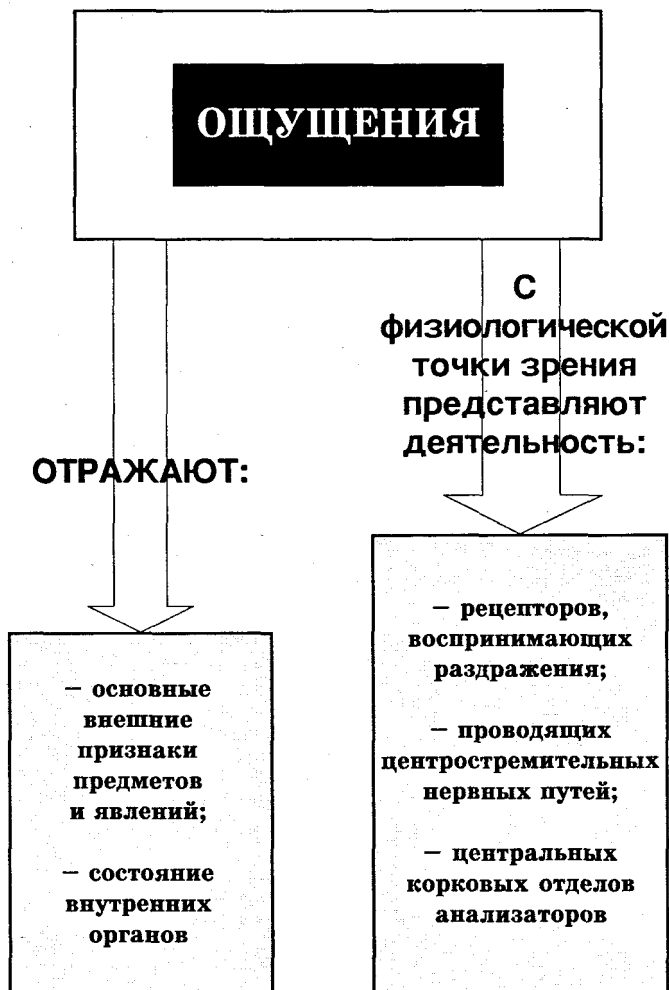 ОЩУЩЕНИЯ
ОТРАЖАЮТ:
– основные
внешние
признаки
предметов
и явлений;
– состояние
внутренних
органов
С
физиологической
точки зрения
представляют
деятельность:
– рецепторов,
воспринимающих
раздражения;
– проводящих
центростремительных
нервных путей;
– центральных
корковых отделов
анализаторов